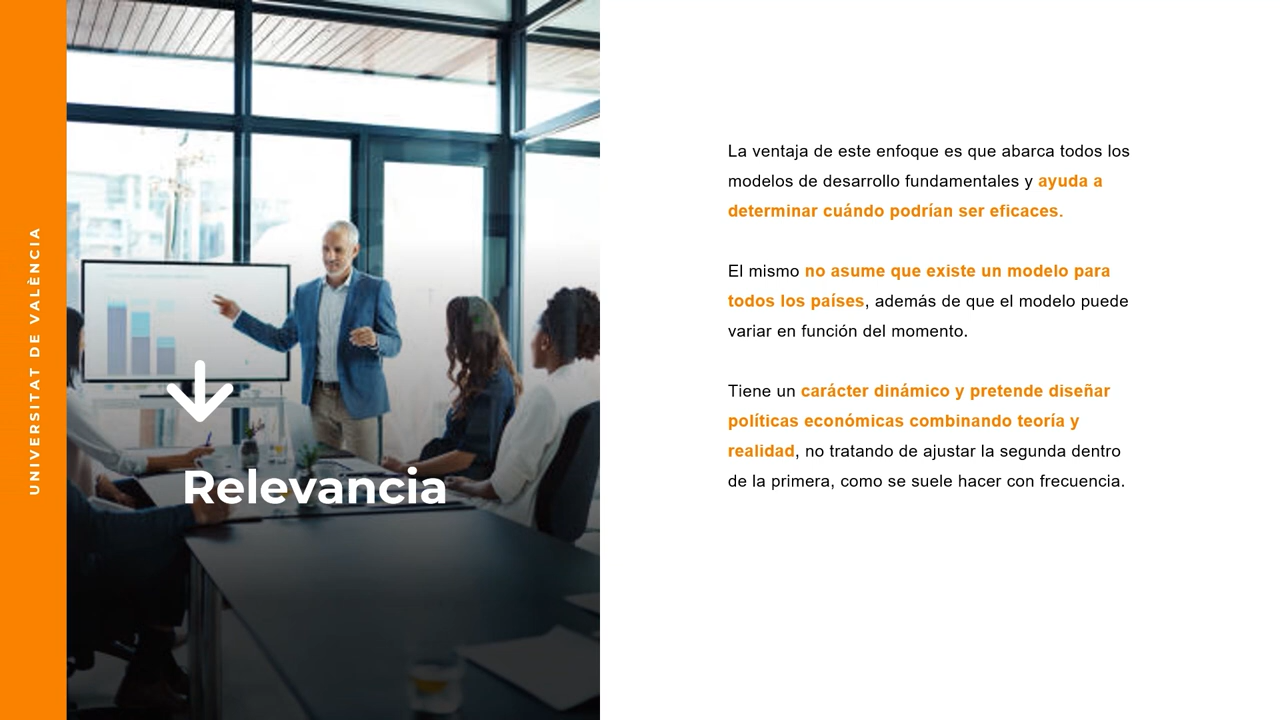 UNIVERSITAT DE VALÈNCIA
Relevancia
La ventaja de este enfoque es que abarca todos los
modelos de desarrollo fundamentales y ayuda a
determinar cuándo podrían ser eficaces.
El mismo no asume que existe un modelo para
todos los países, además de que el modelo puede
variar en función del momento.
Tiene un carácter dinámico y pretende diseñar
políticas económicas combinando teoría y
realidad, no tratando de ajustar la segunda dentro
de la primera, como se suele hacer con frecuencia.